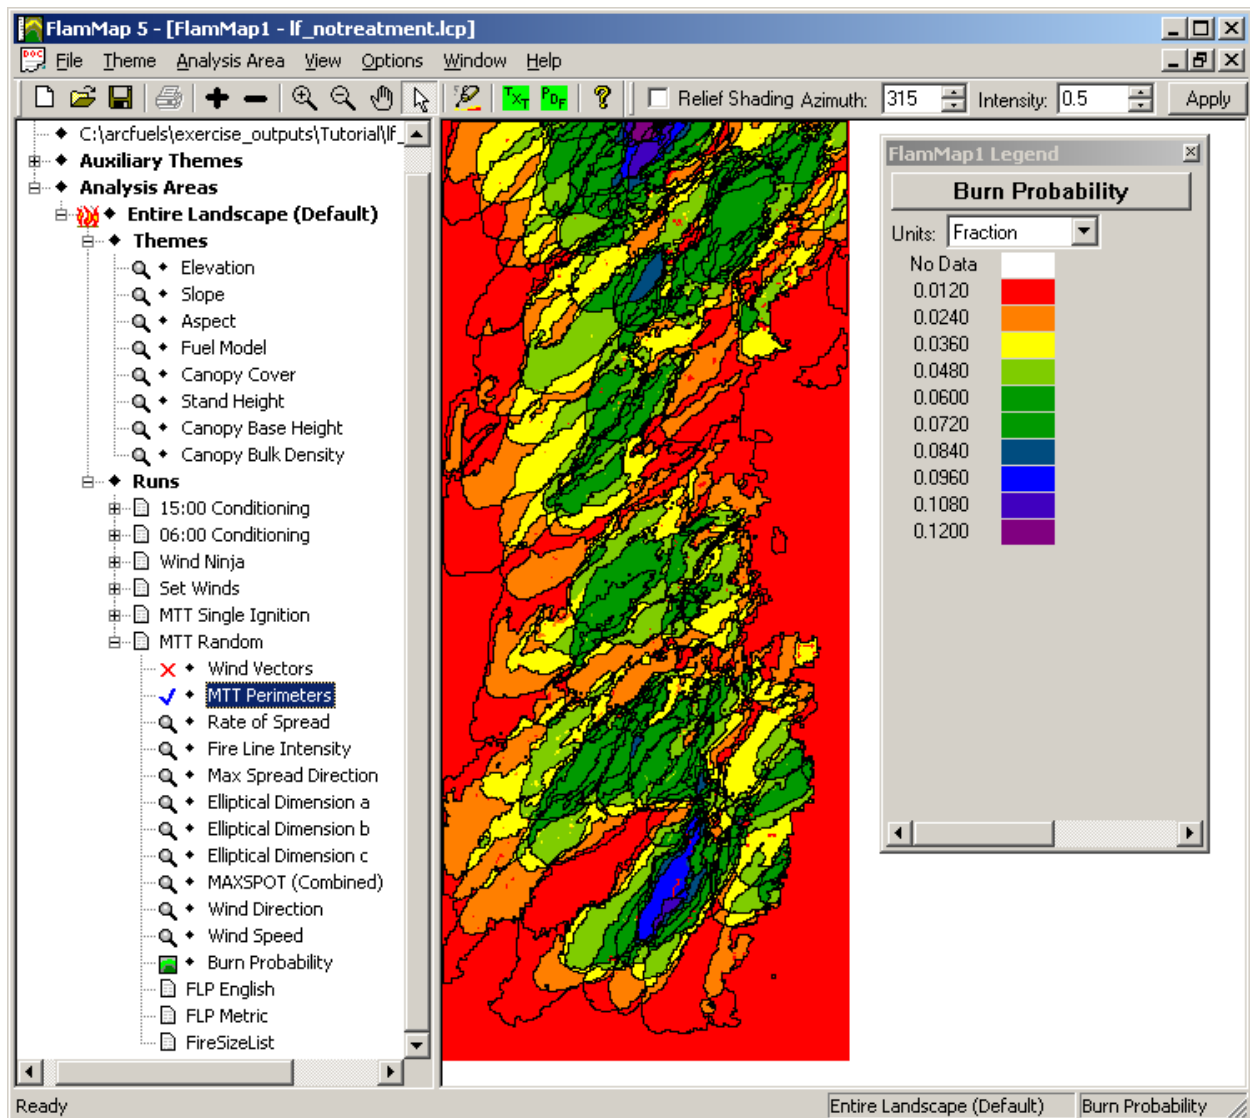 FlamMap 5 - [FlamMap1 - lf_notreatment.lcp]
File Theme Analysis Area View Options Window Help
Relief Shading Azimuth: 315 Intensity: 0.5 Apply
C:\arcfuels\exercise_outputs\Tutorial\lf_
Auxiliary Themes
Analysis Areas
Entire Landscape (Default)
Themes
Elevation
Slope
Aspect
Fuel Model
Canopy Cover
Stand Height
Canopy Base Height
Canopy Bulk Density
Runs
15:00 Conditioning
06:00 Conditioning
Wind Ninja
Set Winds
MTT Single Ignition
MTT Random
Wind Vectors
MTT Perimeters
Rate of Spread
Fire Line Intensity
Max Spread Direction
Elliptical Dimension a
Elliptical Dimension b
Elliptical Dimension c
MAXSPOT (Combined)
Wind Direction
Wind Speed
Burn Probability
FLP English
FLP Metric
FireSizeList
FlamMap1 Legend
Burn Probability
Units: Fraction
No Data
0.0120
0.0240
0.0360
0.0480
0.0600
0.0720
0.0840
0.0960
0.1080
0.1200
Ready
Entire Landscape (Default)
Burn Probability